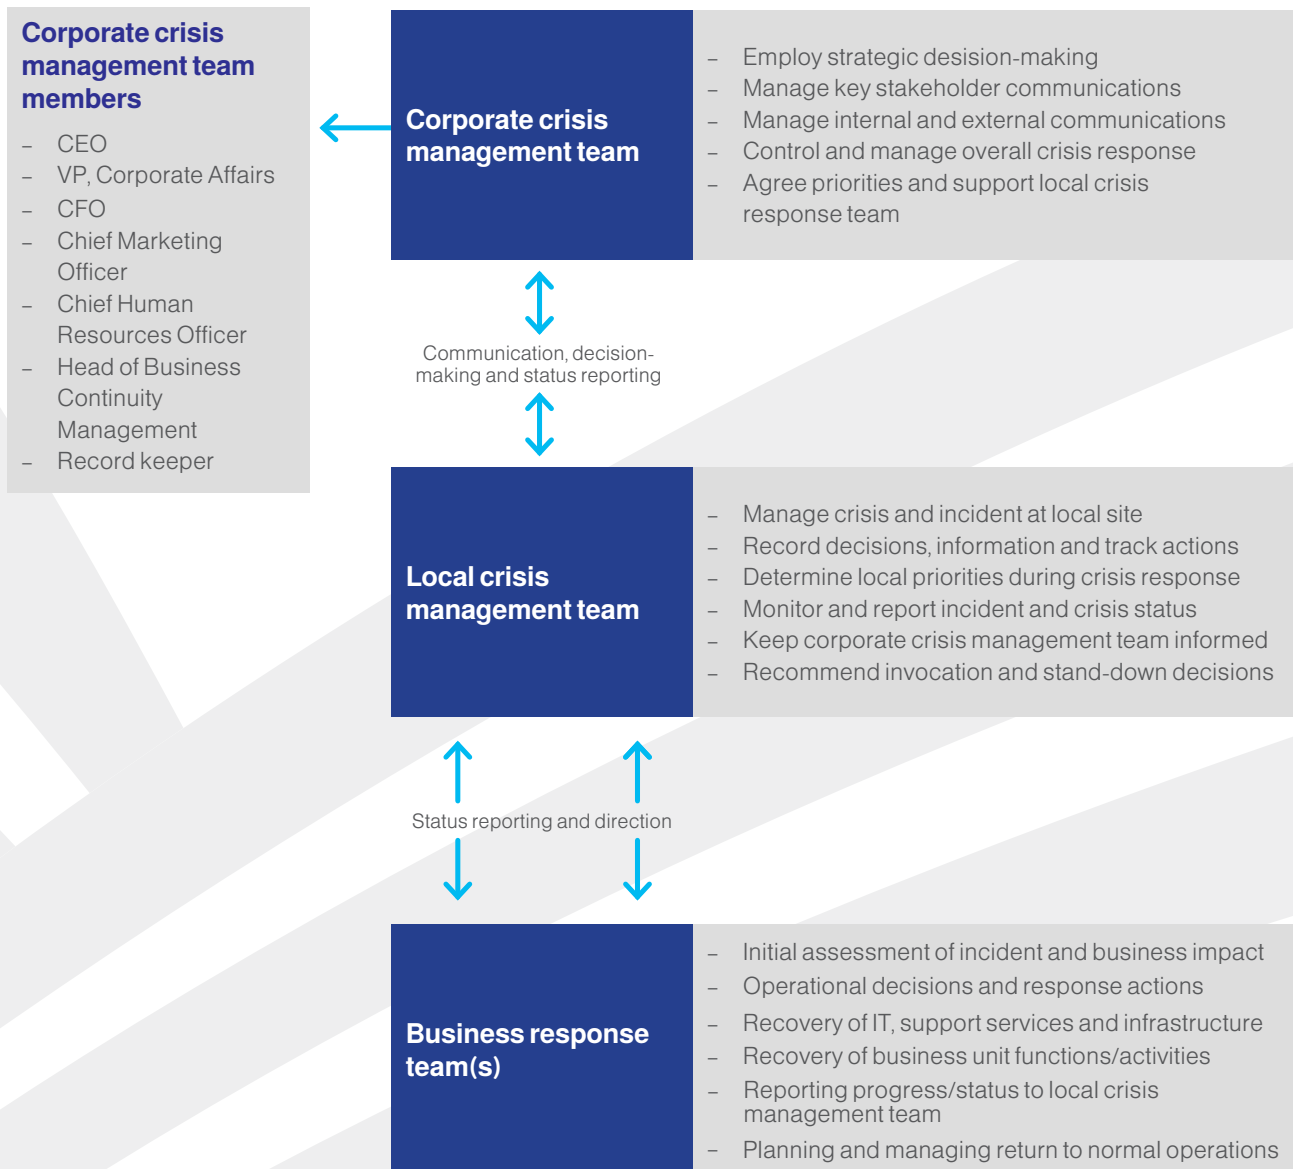 Corporate crisis
management team
members
– CEO
– VP, Corporate Affairs
– CFO
– Chief Marketing
Officer
– Chief Human
Resources Officer
– Head of Business
Continuity
Management
– Record keeper
Corporate crisis
management team
– Employ strategic desision-making
– Manage key stakeholder communications
– Manage internal and external communications
– Control and manage overall crisis response
– Agree priorities and support local crisis
response team
Communication, decision-
making and status reporting
Local crisis
management team
– Manage crisis and incident at local site
– Record decisions, information and track actions
– Determine local priorities during crisis response
– Monitor and report incident and crisis status
– Keep corporate crisis management team informed
– Recommend invocation and stand-down decisions
Status reporting and direction
Business response
team(s)
– Initial assessment of incident and business impact
– Operational decisions and response actions
– Recovery of IT, support services and infrastructure
– Recovery of business unit functions/activities
– Reporting progress/status to local crisis
management team
– Planning and managing return to normal operations